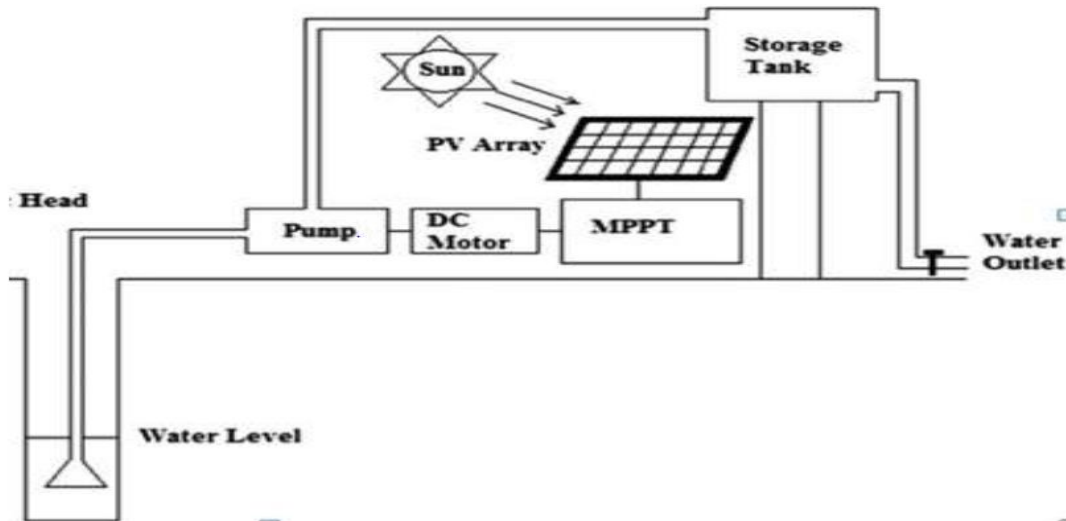 Storage
Tank
Sun
PV Array
: Head
Pump.
DC
Motor
MPPT
Water
Outlet
Water Level